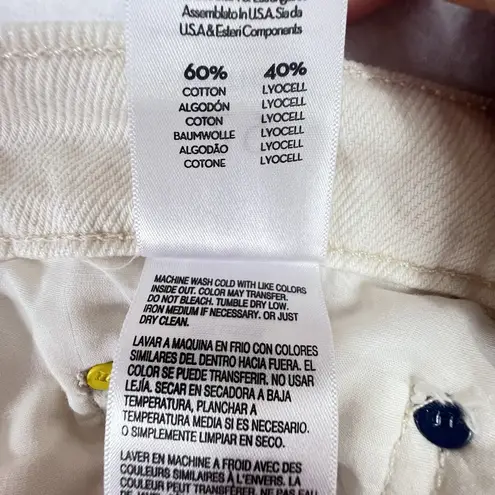 Assemblato In U.S.A. Sia da
U.S.A & Esteri Components
60% 40%
COTTON LYOCELL
ALGODÓN LYOCELL
COTON LYOCELL
BAUMWOLLE LYOCELL
ALGODÃO LYOCELL
COTONE LYOCELL
MACHINE WASH COLD WITH LIKE COLORS
INSIDE OUT. COLOR MAY TRANSFER.
DO NOT BLEACH. TUMBLE DRY LOW.
IRON MEDIUM IF NECESSARY. OR JUST
DRY CLEAN.
LAVAR A MAQUINA EN FRIO CON COLORES
SIMILARES DEL DENTRO HACIA FUERA. EL
COLOR SE PUEDE TRANSFERIR. NO USAR
LEJÍA. SECAR EN SECADORA A BAJA
TEMPERATURA, PLANCHAR A
TEMPERATURA MEDIA SI ES NECESARIO.
O SIMPLEMENTE LIMPIAR EN SECO.
LAVER EN MACHINE A FROID AVEC DES
COULEURS SIMILAIRES À L'ENVERS. LA
COULEUR PEUT TRANSFÉRER. N